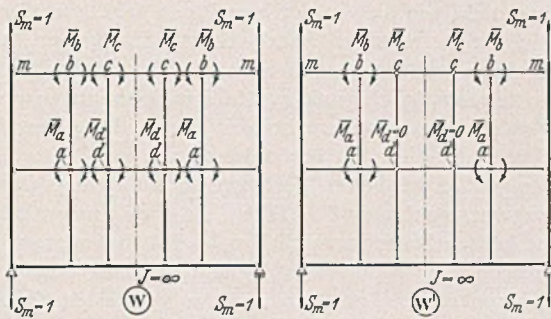 S_m=1 S_m=1 S_m=1 S_m=1
M̄_b M̄_c M̄_c M̄_b M̄_b M̄_c M̄_c M̄_b
m b c c b m m b c c b m
M̄_a M̄_d M̄_d M̄_a M̄_a M̄_d=0 M̄_d=0 M̄_a
a d d a a d d a
J=∞ J=∞
S_m=1 W S_m=1 S_m=1 W' S_m=1